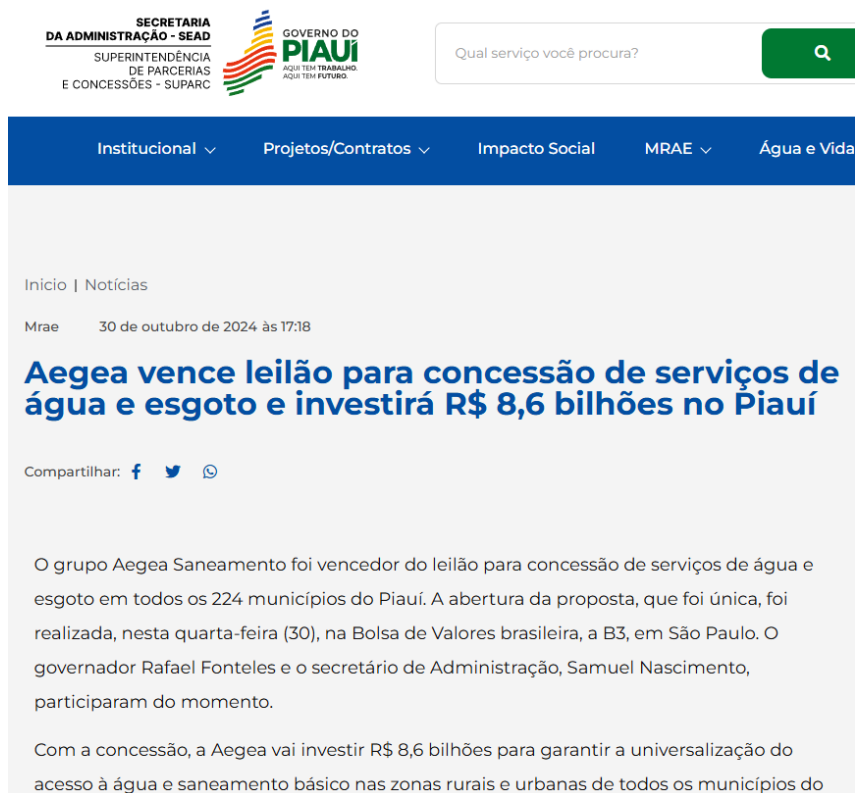 SECRETARIA
DA ADMINISTRAÇÃO - SEAD
SUPERINTENDÊNCIA
DE PARCERIAS
E CONCESSÕES - SUPARC
GOVERNO DO
PIAUÍ
AQUI TEM TRABALHO.
AQUI TEM FUTURO.
Qual serviço você procura?
Institucional Projetos/Contratos Impacto Social MRAE Água e Vida
Inicio | Notícias
Mrae 30 de outubro de 2024 às 17:18
Aegea vence leilão para concessão de serviços de
água e esgoto e investirá R$ 8,6 bilhões no Piauí
Compartilhar:
O grupo Aegea Saneamento foi vencedor do leilão para concessão de serviços de água e
esgoto em todos os 224 municípios do Piauí. A abertura da proposta, que foi única, foi
realizada, nesta quarta-feira (30), na Bolsa de Valores brasileira, a B3, em São Paulo. O
governador Rafael Fonteles e o secretário de Administração, Samuel Nascimento,
participaram do momento.
Com a concessão, a Aegea vai investir R$ 8,6 bilhões para garantir a universalização do
acesso à água e saneamento básico nas zonas rurais e urbanas de todos os municípios do